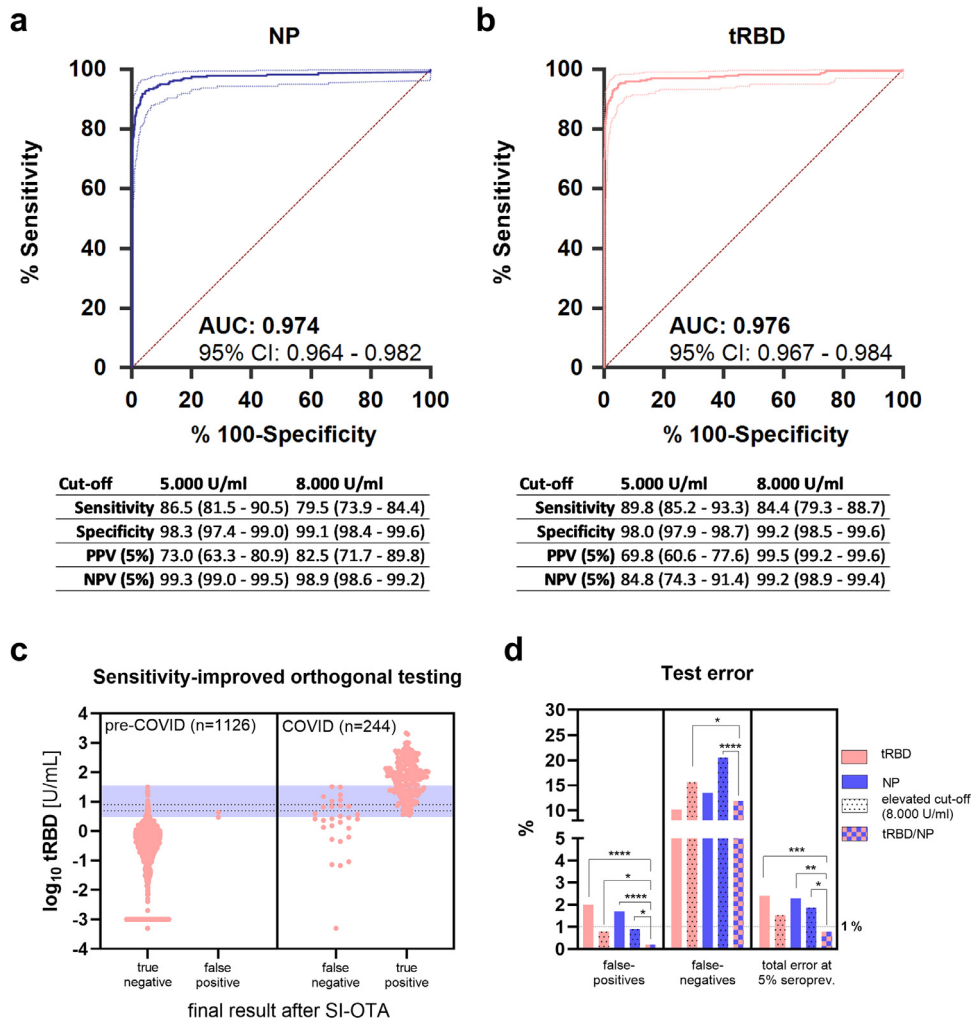 a
NP
100
80
60
40
20
0
% Sensitivity
AUC: 0.974
95% CI: 0.964 - 0.982
0 20 40 60 80 100
% 100-Specificity
Cut-off 5.000 U/ml 8.000 U/ml
Sensitivity 86.5 (81.5 - 90.5) 79.5 (73.9 - 84.4)
Specificity 98.3 (97.4 - 99.0) 99.1 (98.4 - 99.6)
PPV (5%) 73.0 (63.3 - 80.9) 82.5 (71.7 - 89.8)
NPV (5%) 99.3 (99.0 - 99.5) 98.9 (98.6 - 99.2)
b
tRBD
100
80
60
40
20
0
% Sensitivity
AUC: 0.976
95% CI: 0.967 - 0.984
0 20 40 60 80 100
% 100-Specificity
Cut-off 5.000 U/ml 8.000 U/ml
Sensitivity 89.8 (85.2 - 93.3) 84.4 (79.3 - 88.7)
Specificity 98.0 (97.9 - 98.7) 99.2 (98.5 - 99.6)
PPV (5%) 69.8 (60.6 - 77.6) 99.5 (99.2 - 99.6)
NPV (5%) 84.8 (74.3 - 91.4) 99.2 (98.9 - 99.4)
c
Sensitivity-improved orthogonal testing
pre-COVID (n=1126)
COVID (n=244)
4
3
2
1
0
-1
-2
-3
-3
log10 tRBD [U/mL]
true
negative
false
positive
false
negative
true
positive
final result after SI-OTA
d
Test error
30
25
20
15
10
5
4
3
2
1
0
%
****
*
****
*
*
****
***
**
*
1 %
false-
positives
false-
negatives
total error at
5% seroprev.
tRBD
NP
elevated cut-off
(8.000 U/ml)
tRBD/NP